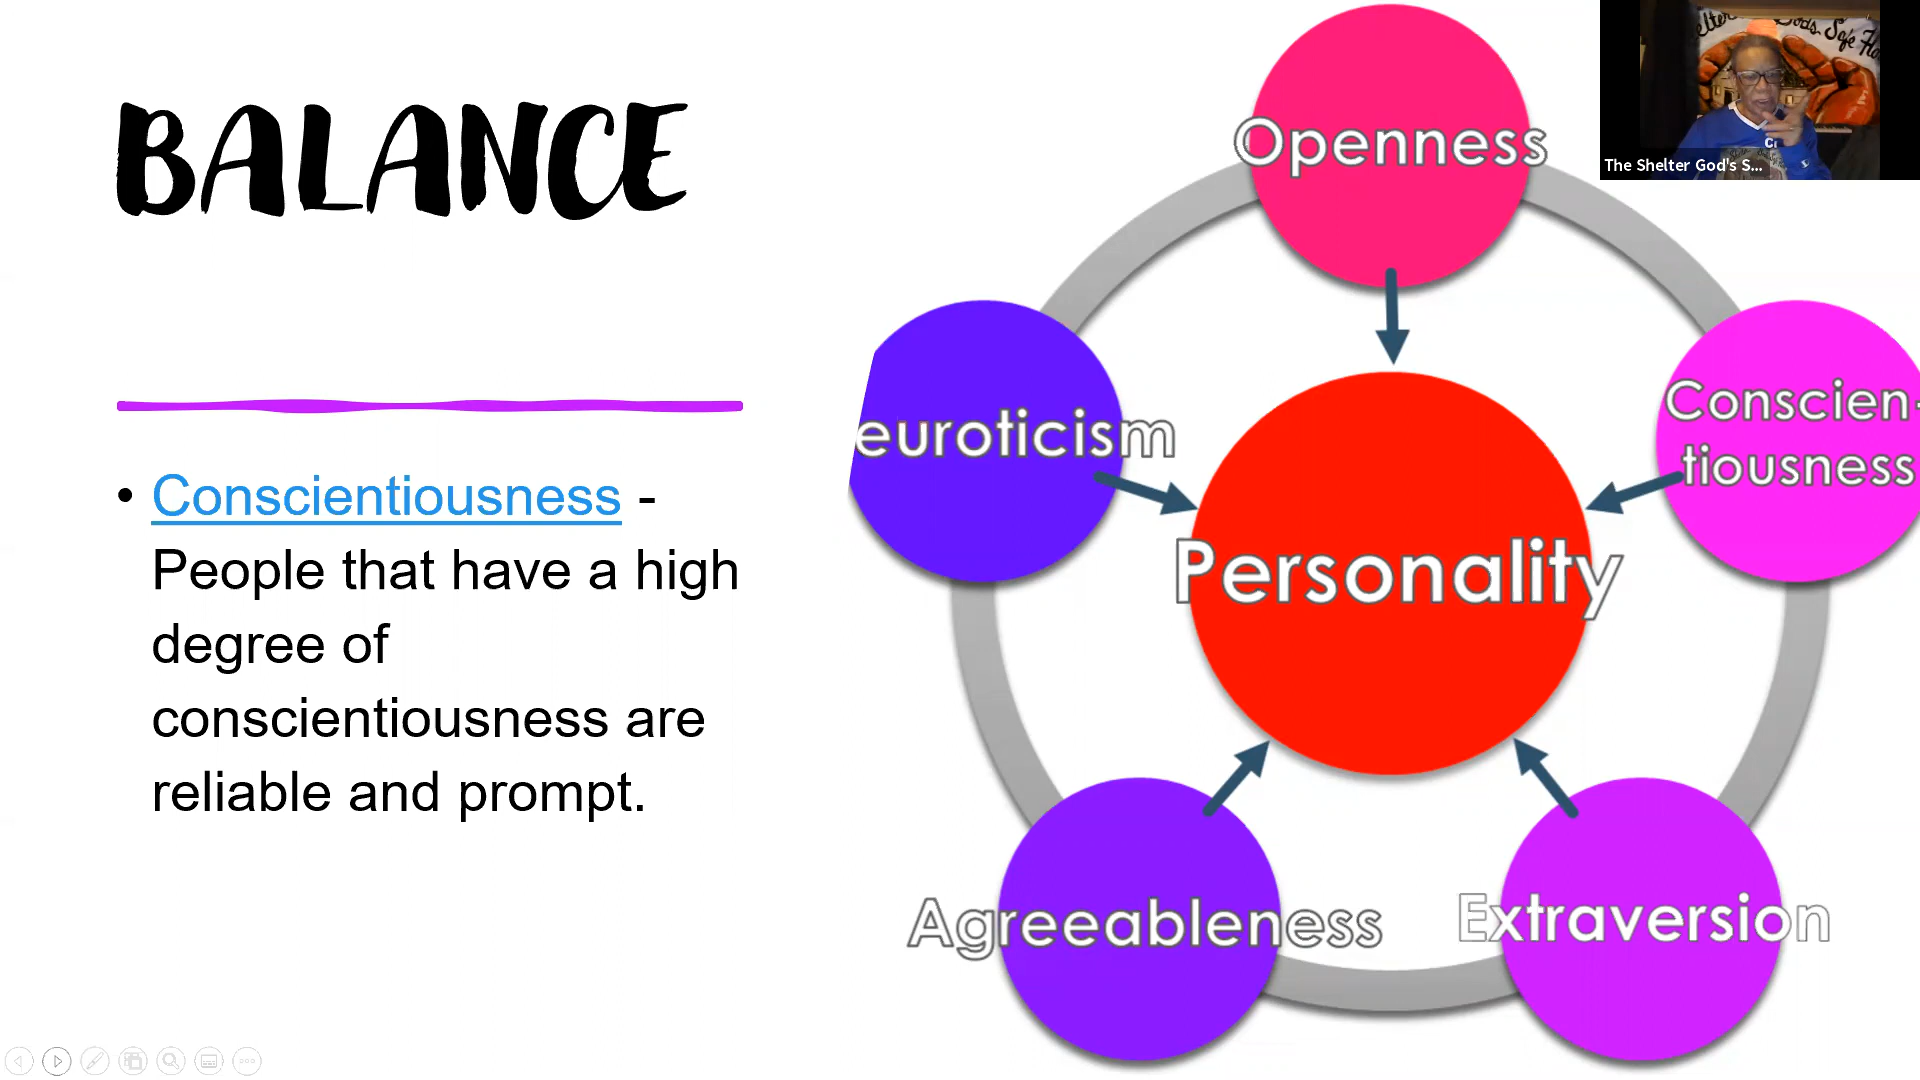 BALANCE
• Conscientiousness -
People that have a high
degree of
conscientiousness are
reliable and prompt.
Openness
euroticism
Conscien-
tiousness
Personality
Agreeableness
Extraversion
The Shelter God's S...